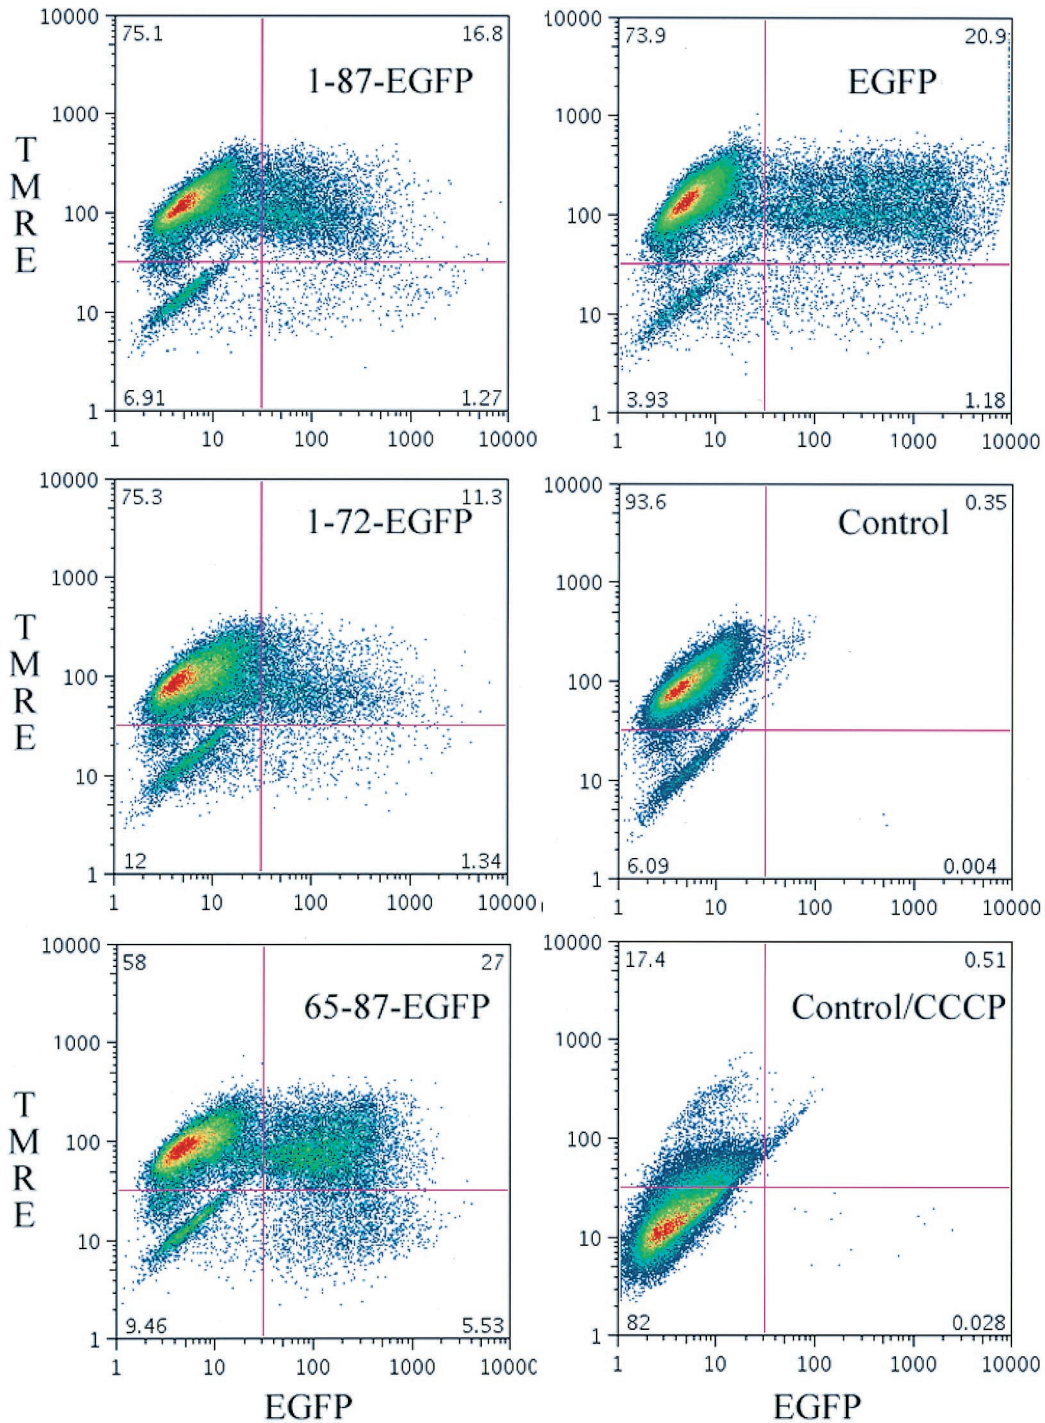 10000 75.1 16.8
1-87-EGFP
1000
T
M
R
E
100
10
6.91 1.27
1
1 10 100 1000 10000
10000 73.9 20.9
EGFP
1000
100
10
3.93 1.18
1
1 10 100 1000 10000
10000 75.3 11.3
1-72-EGFP
1000
T
M
R
E
100
10
12 1.34
1
1 10 100 1000 10000
10000 93.6 0.35
Control
1000
100
10
6.09 0.004
1
1 10 100 1000 10000
10000 58 27
65-87-EGFP
1000
T
M
R
E
100
10
9.46 5.53
1
1 10 100 1000 10000
EGFP
10000 17.4 0.51
Control/CCCP
1000
100
10
82 0.028
1
1 10 100 1000 10000
EGFP